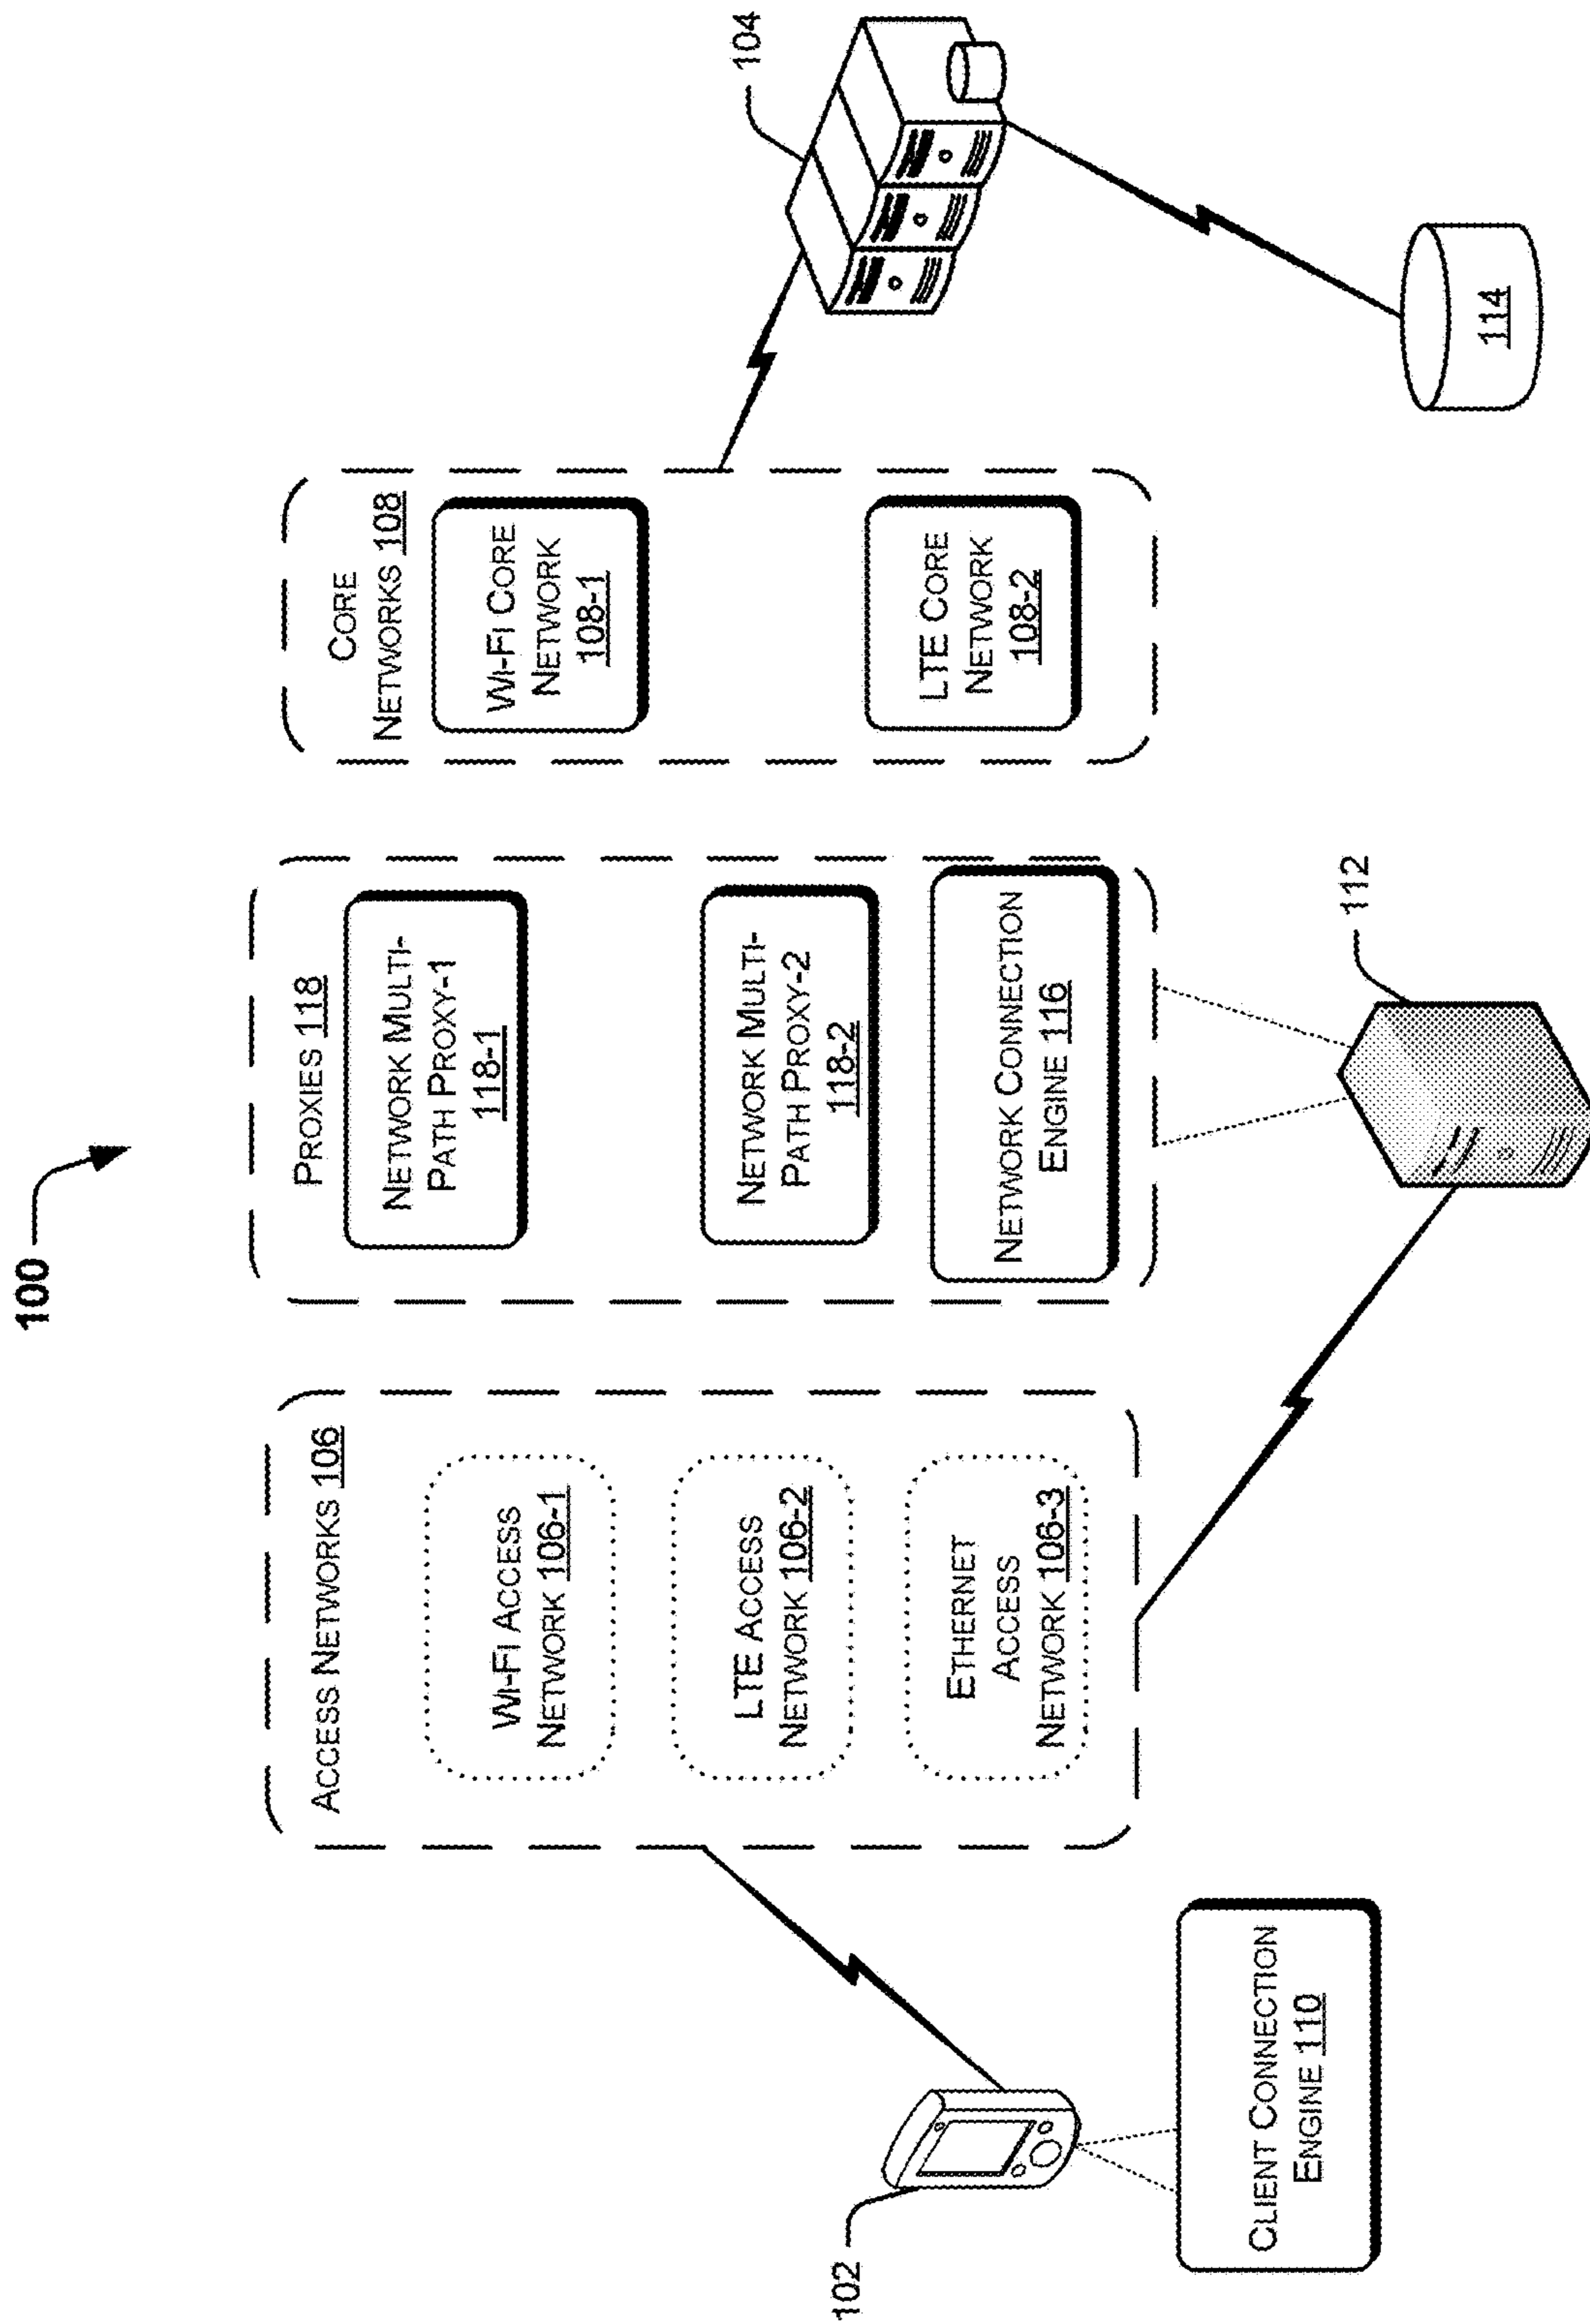 100
ACCESS NETWORKS 106
WI-FI ACCESS
NETWORK 106-1
LTE ACCESS
NETWORK 106-2
ETHERNET
ACCESS
NETWORK 106-3
PROXIES 118
NETWORK MULTI-
PATH PROXY-1
118-1
NETWORK MULTI-
PATH PROXY-2
118-2
NETWORK CONNECTION
ENGINE 116
CORE
NETWORKS 108
WI-FI CORE
NETWORK
108-1
LTE CORE
NETWORK
108-2
104
102
CLIENT CONNECTION
ENGINE 110
112
114